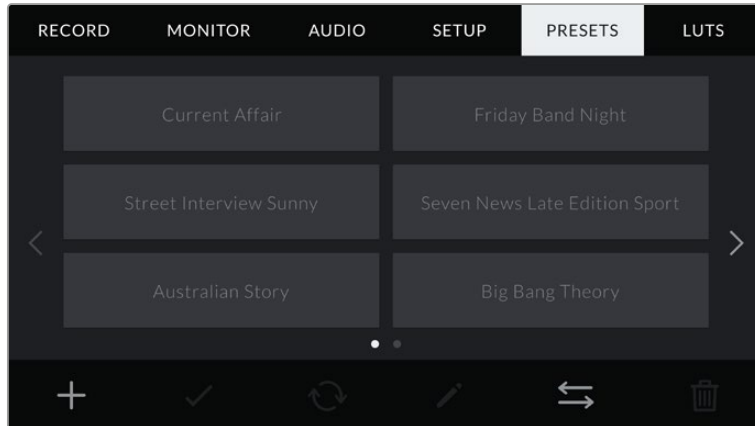 RECORD MONITOR AUDIO SETUP PRESETS LUTS
Current Affair Friday Band Night
Street Interview Sunny Seven News Late Edition Sport
Australian Story Big Bang Theory